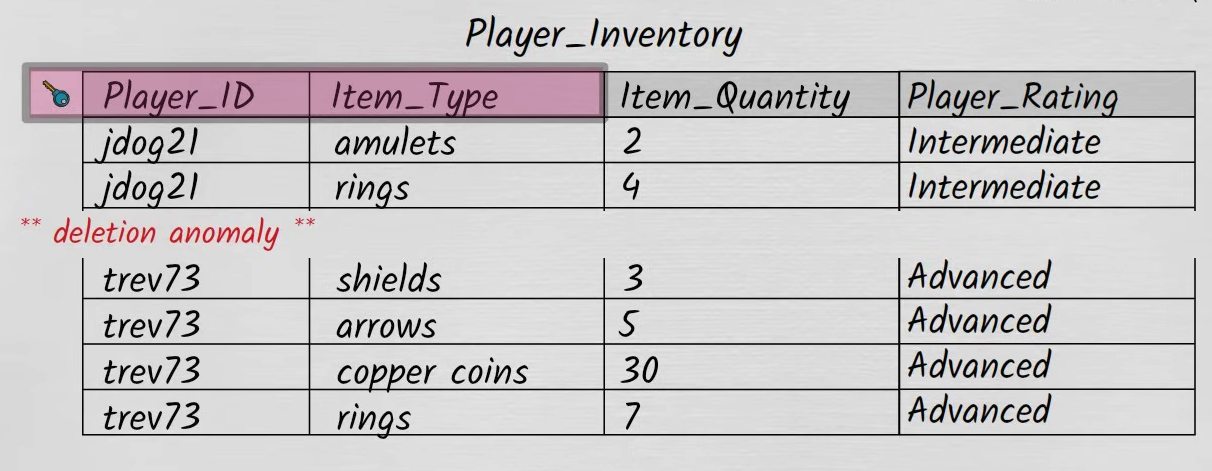 Player_Inventory
Player_ID Item_Type Item_Quantity Player_Rating
jdog21 amulets 2 Intermediate
jdog21 rings 4 Intermediate
** deletion anomaly **
trev73 shields 3 Advanced
trev73 arrows 5 Advanced
trev73 copper coins 30 Advanced
trev73 rings 7 Advanced